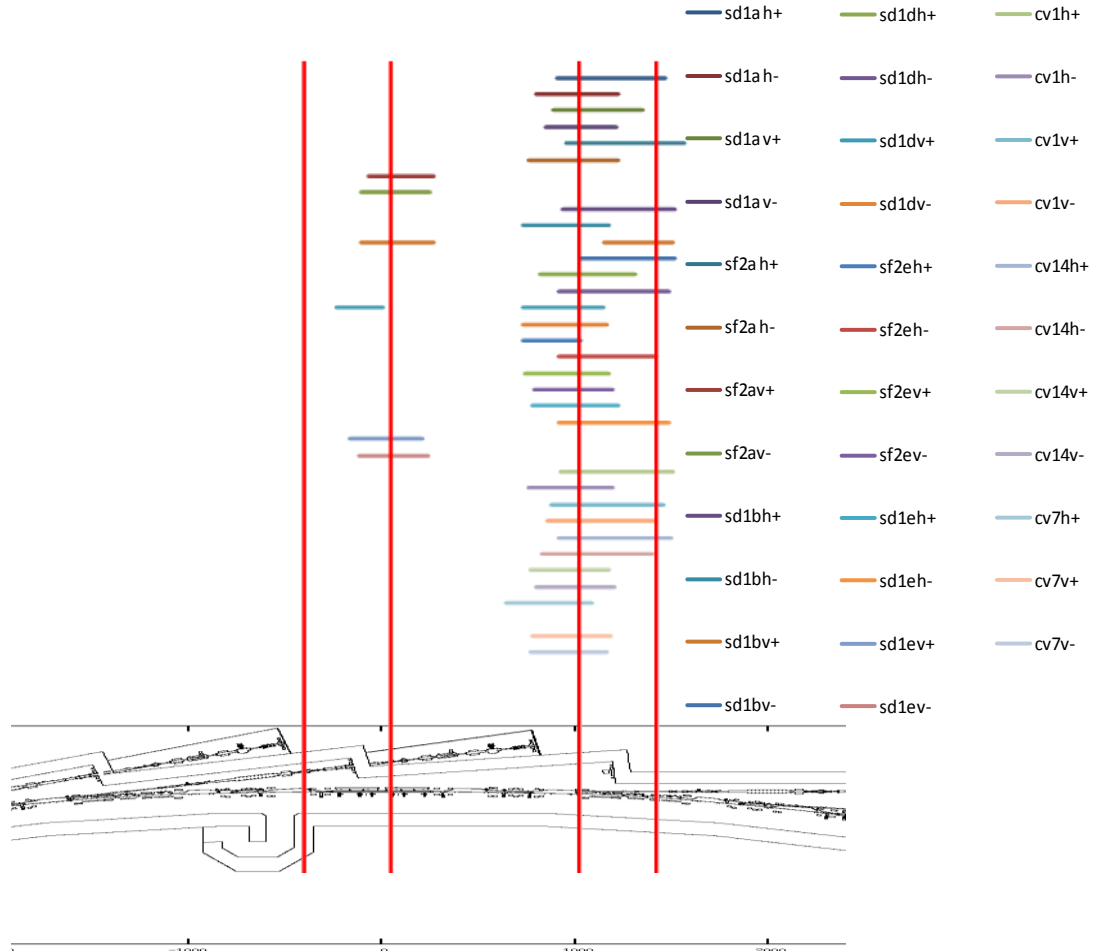 sd1ah+ sd1dh+ cv1h+
sd1ah- sd1dh- cv1h-
sd1av+ sd1dv+ cv1v+
sd1av- sd1dv- cv1v-
sf2ah+ sf2eh+ cv14h+
sf2ah- sf2eh- cv14h-
sf2av+ sf2ev+ cv14v+
sf2av- sf2ev- cv14v-
sd1bh+ sd1eh+ cv7h+
sd1bh- sd1eh- cv7v+
sd1bv+ sd1ev+ cv7v-
sd1bv- sd1ev-